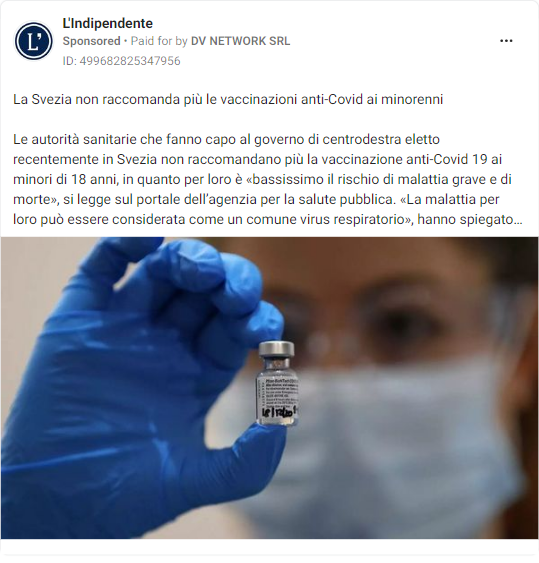 L'Indipendente
Sponsored • Paid for by DV NETWORK SRL
ID: 499682825347956
La Svezia non raccomanda più le vaccinazioni anti-Covid ai minorenni
Le autorità sanitarie che fanno capo al governo di centrodestra eletto
recentemente in Svezia non raccomandano più la vaccinazione anti-Covid 19 ai
minori di 18 anni, in quanto per loro è «bassissimo il rischio di malattia grave e di
morte», si legge sul portale dell'agenzia per la salute pubblica. «La malattia per
loro può essere considerata come un comune virus respiratorio», hanno spiegato...
L'